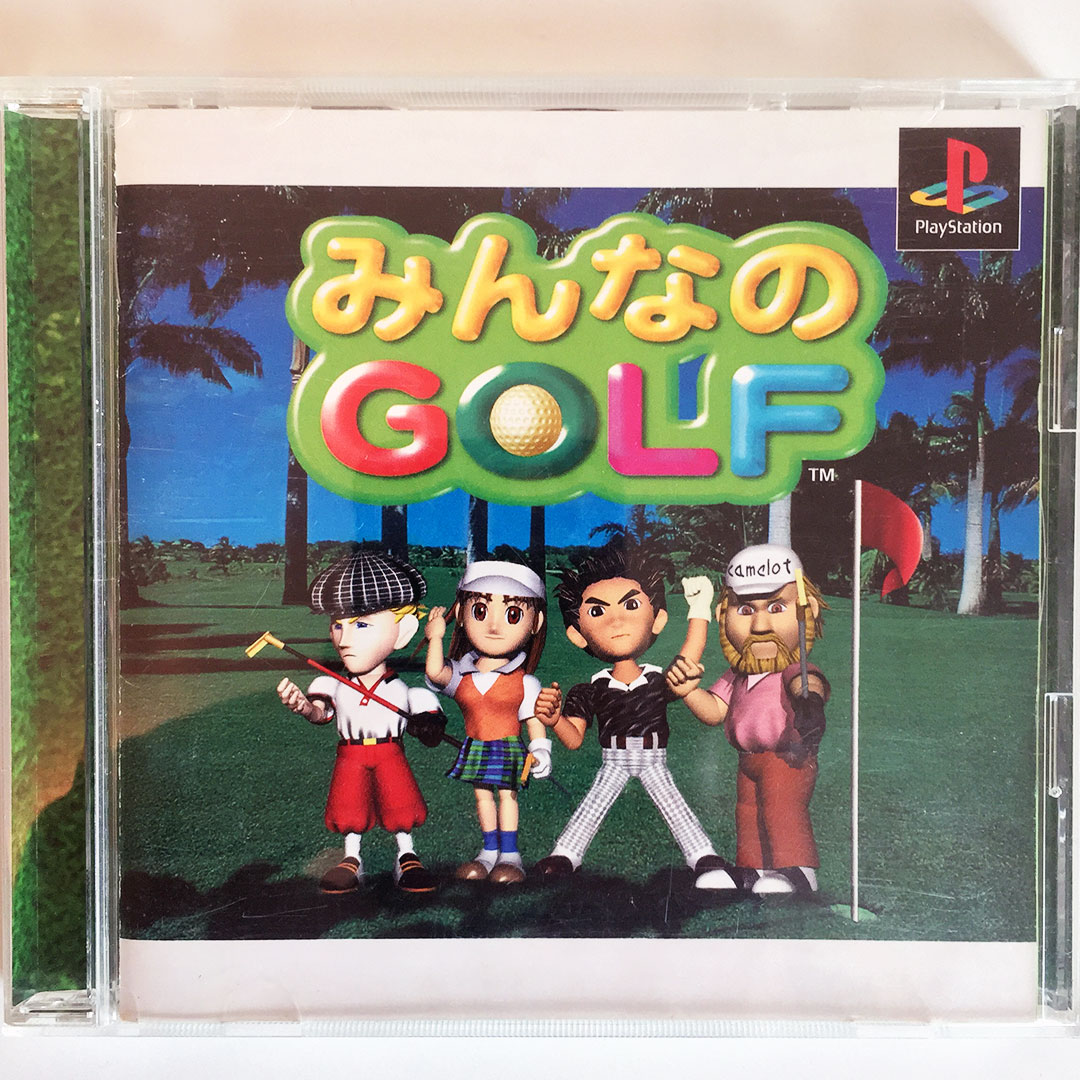 PlayStation
みんなの
GOLF
TM
camelot